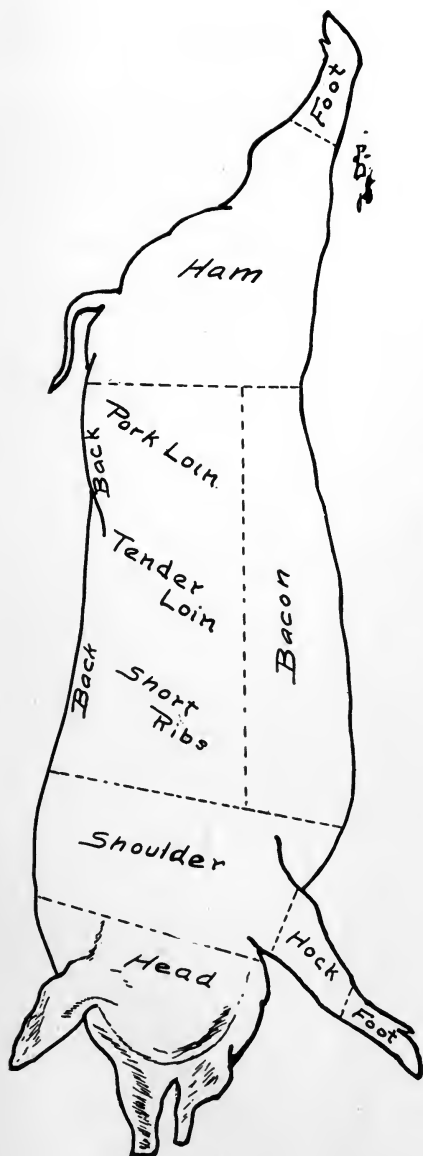 Foot
Ham
Pork Loin
Back
Tender
Loin
Bacon
Back
Short
Ribs
Shoulder
Head
Hock
Foot